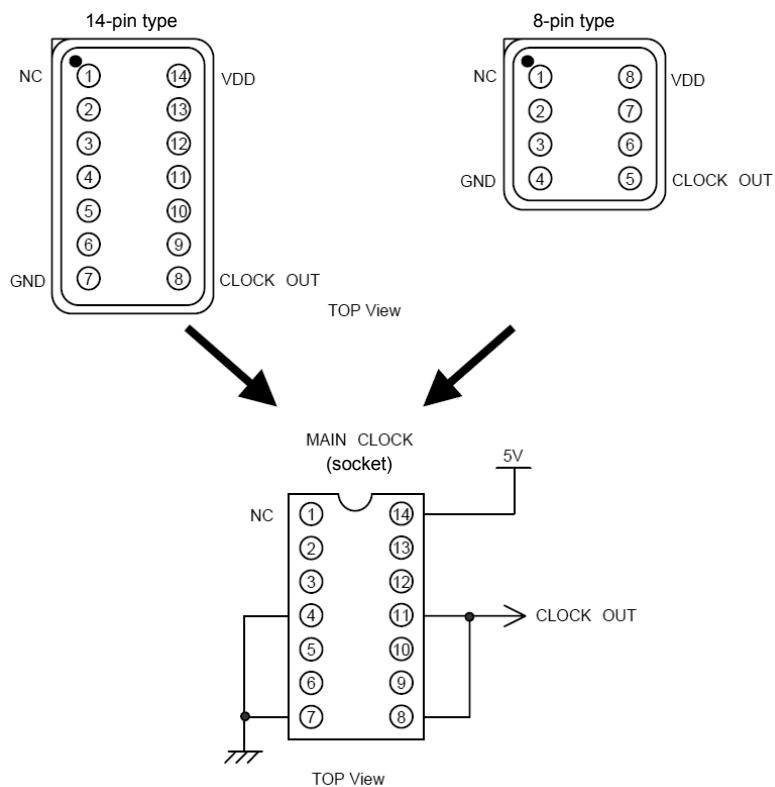 14-pin type
8-pin type
NC 1 14 VDD
2 13
3 12
4 11
5 10
6 9
GND 7 8 CLOCK OUT
NC 1 8 VDD
2 7
3 6
GND 4 5 CLOCK OUT
TOP View
MAIN CLOCK
(socket)
5V
NC 1 14
2 13
3 12
4 11 CLOCK OUT
5 10
6 9
7 8
TOP View